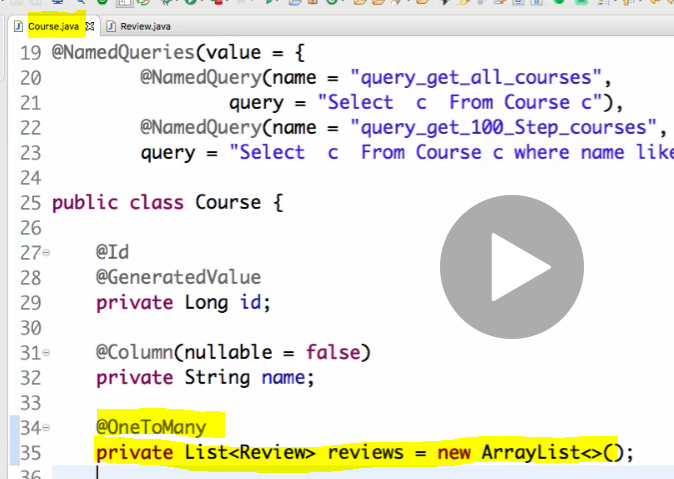 Course.java Review.java
19 @NamedQueries(value = {
20 @NamedQuery(name = "query_get_all_courses",
21 query = "Select c From Course c"),
22 @NamedQuery(name = "query_get_100_Step_courses",
23 query = "Select c From Course c where name like
24
25 public class Course {
26
27 @Id
28 @GeneratedValue
29 private Long id;
30
31 @Column(nullable = false)
32 private String name;
33
34 @OneToMany
35 private List<Review> reviews = new ArrayList<>();
36